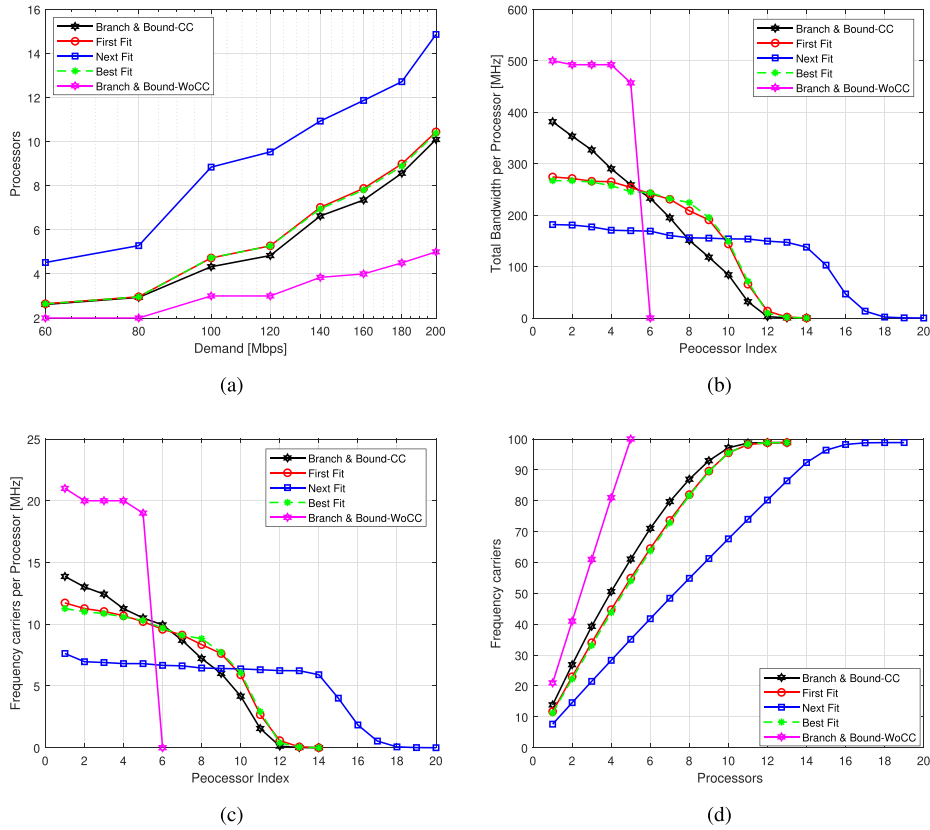 16
14
12
10
8
6
4
2
Processors
Branch & Bound-CC
First Fit
Next Fit
Best Fit
Branch & Bound-WoCC
60 80 100 120 140 160 180 200
Demand [Mbps]
(a)
600
500
400
300
200
100
0
Total Bandwidth per Processor [MHz]
Branch & Bound-CC
First Fit
Next Fit
Best Fit
Branch & Bound-WoCC
0 2 4 6 8 10 12 14 16 18 20
Peocessor Index
(b)
25
20
15
10
5
0
Frequency carriers per Processor [MHz]
Branch & Bound-CC
First Fit
Next Fit
Best Fit
Branch & Bound-WoCC
0 2 4 6 8 10 12 14 16 18 20
Peocessor Index
(c)
100
90
80
70
60
50
40
30
20
10
0
Frequency carriers
Branch & Bound-CC
First Fit
Next Fit
Best Fit
Branch & Bound-WoCC
0 2 4 6 8 10 12 14 16 18 20
Processors
(d)